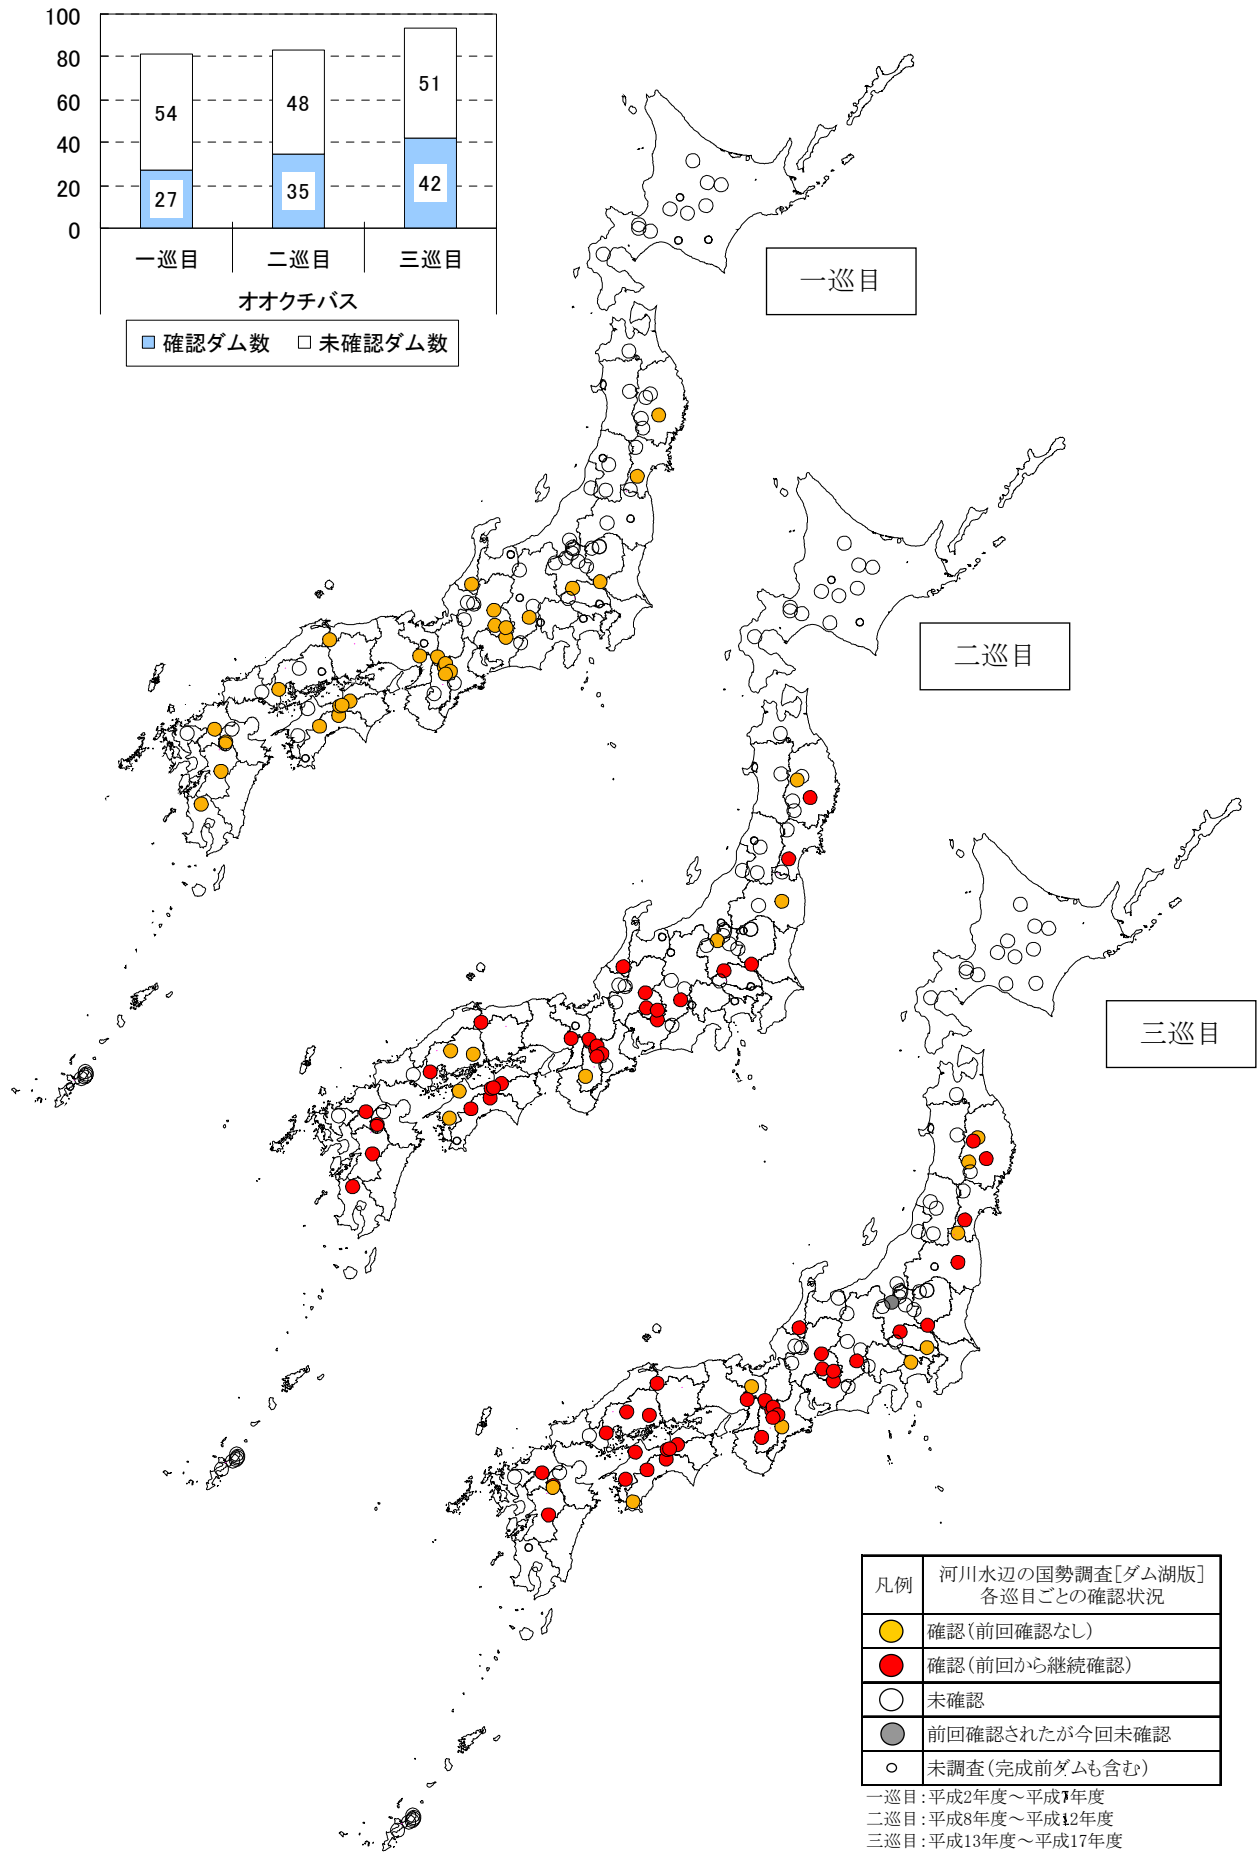 100
80
60
40
20
0
54
48
51
27
35
42
一巡目
二巡目
三巡目
オオクチバス
確認ダム数
未確認ダム数
一巡目
二巡目
三巡目
凡例
河川水辺の国勢調査［ダム湖版］
各巡目ごとの確認状況
確認（前回確認なし）
確認（前回から継続確認）
未確認
前回確認されたが今回未確認
未調査（完成前ダムも含む）
一巡目：平成2年度～平成7年度
二巡目：平成8年度～平成12年度
三巡目：平成13年度～平成17年度